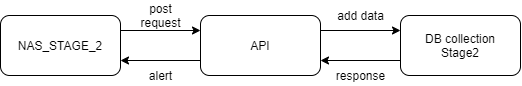 post
request
add data
NAS_STAGE_2
API
DB collection
Stage2
alert
response